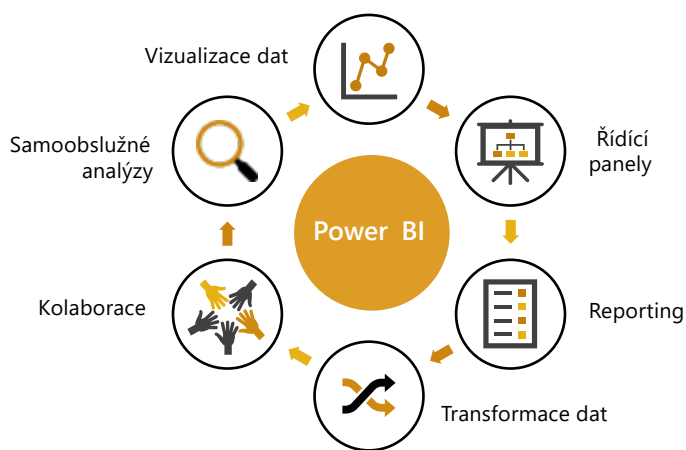 Vizualizace dat
Samoobslužné
analýzy
Řídící
panely
Power BI
Kolaborace
Reporting
Transformace dat